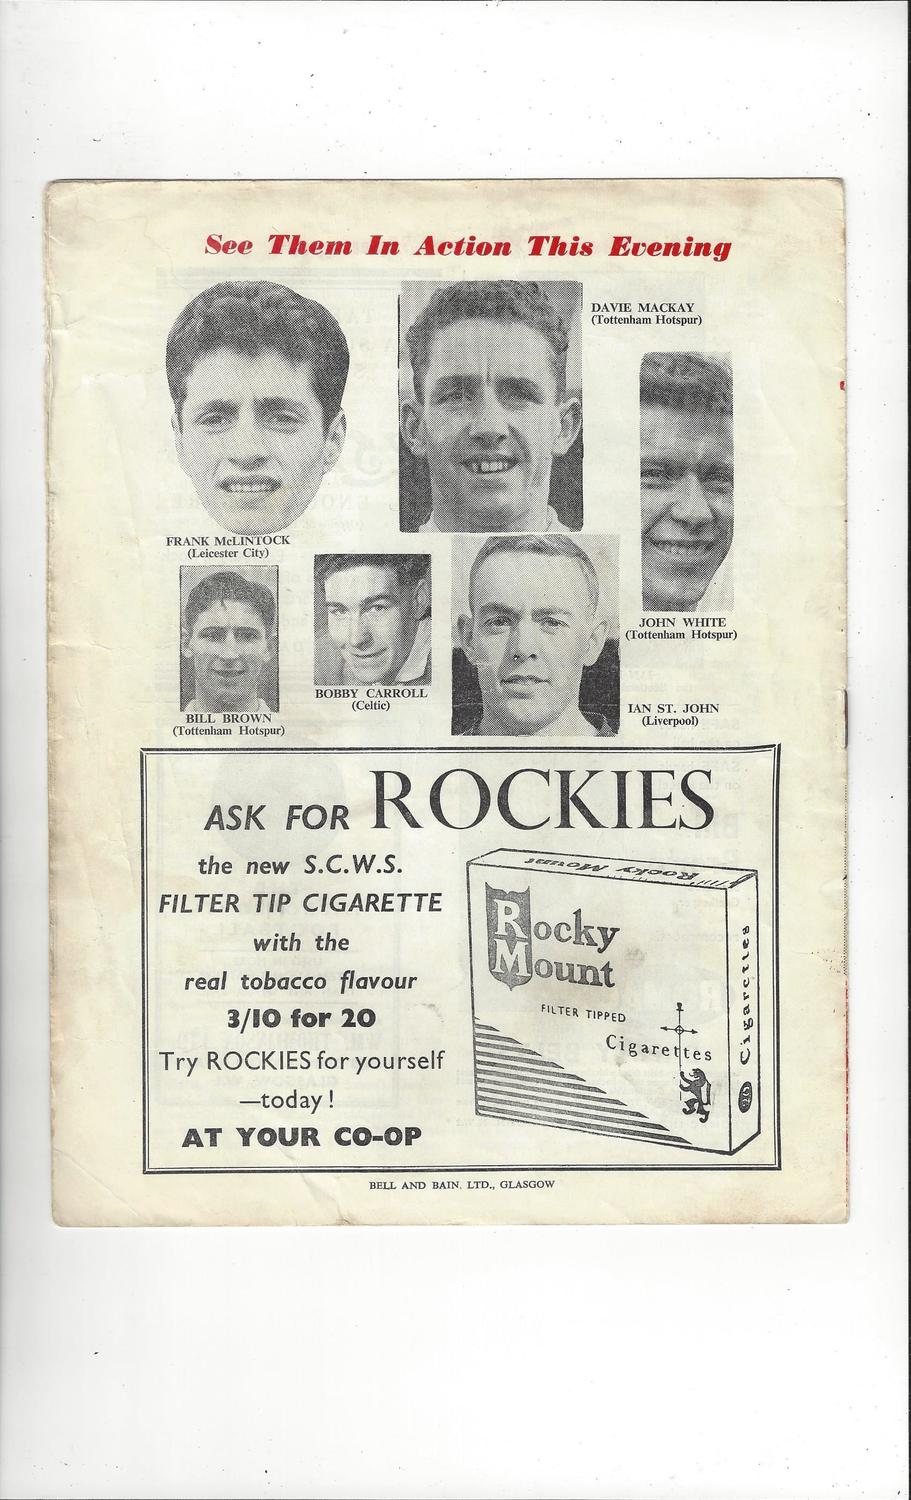 See Them In Action This Evening
DAVIE MACKAY
(Tottenham Hotspur)
FRANK McLINTOCK
(Leicester City)
JOHN WHITE
(Tottenham Hotspur)
BOBBY CARROLL
(Celtic)
IAN ST. JOHN
(Liverpool)
BILL BROWN
(Tottenham Hotspur)
ASK FOR ROCKIES
the new S.C.W.S.
FILTER TIP CIGARETTE
with the
real tobacco flavour
3/10 for 20
Try ROCKIES for yourself
—today!
AT YOUR CO-OP
Rocky Mount
Rocky
Mount
FILTER TIPPED
Cigarettes
Cigarettes
20
BELL AND BAIN, LTD., GLASGOW